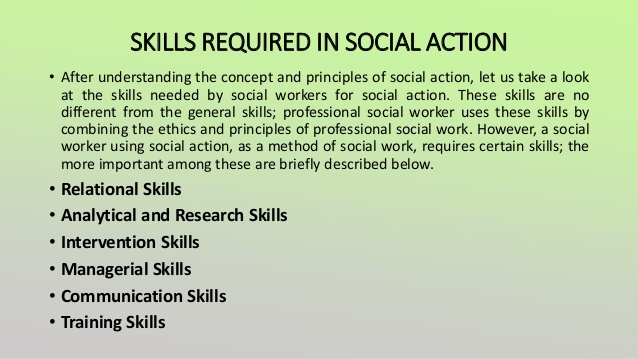 SKILLS REQUIRED IN SOCIAL ACTION
• After understanding the concept and principles of social action, let us take a look
at the skills needed by social workers for social action. These skills are no
different from the general skills; professional social worker uses these skills by
combining the ethics and principles of professional social work. However, a social
worker using social action, as a method of social work, requires certain skills; the
more important among these are briefly described below.
• Relational Skills
• Analytical and Research Skills
• Intervention Skills
• Managerial Skills
• Communication Skills
• Training Skills